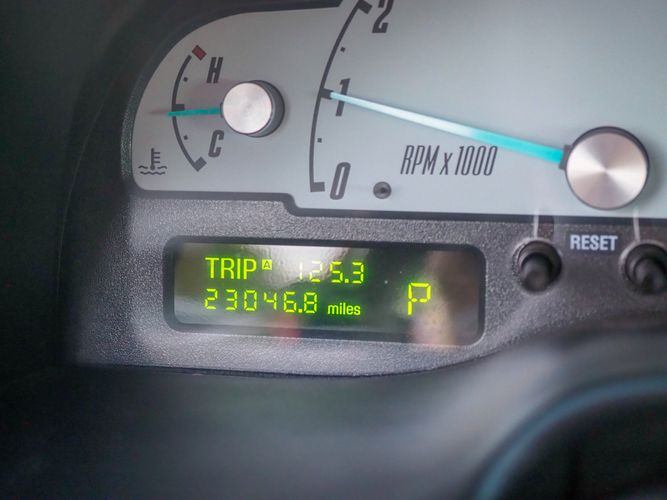 H
C
2
1
0
RPM x 1000
RESET
TRIP A 125.3
23046.8 miles
P